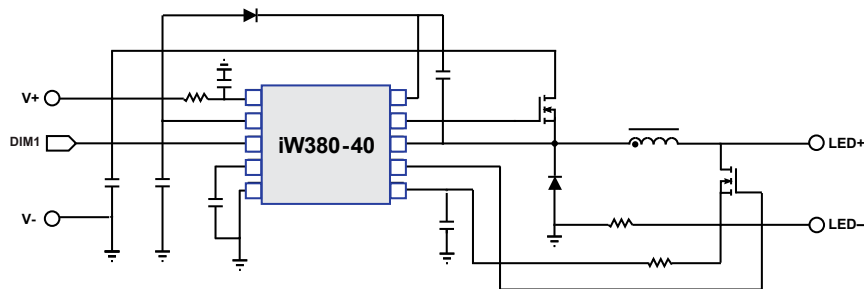 V+
DIM1
V-
iW380-40
LED+
LED–